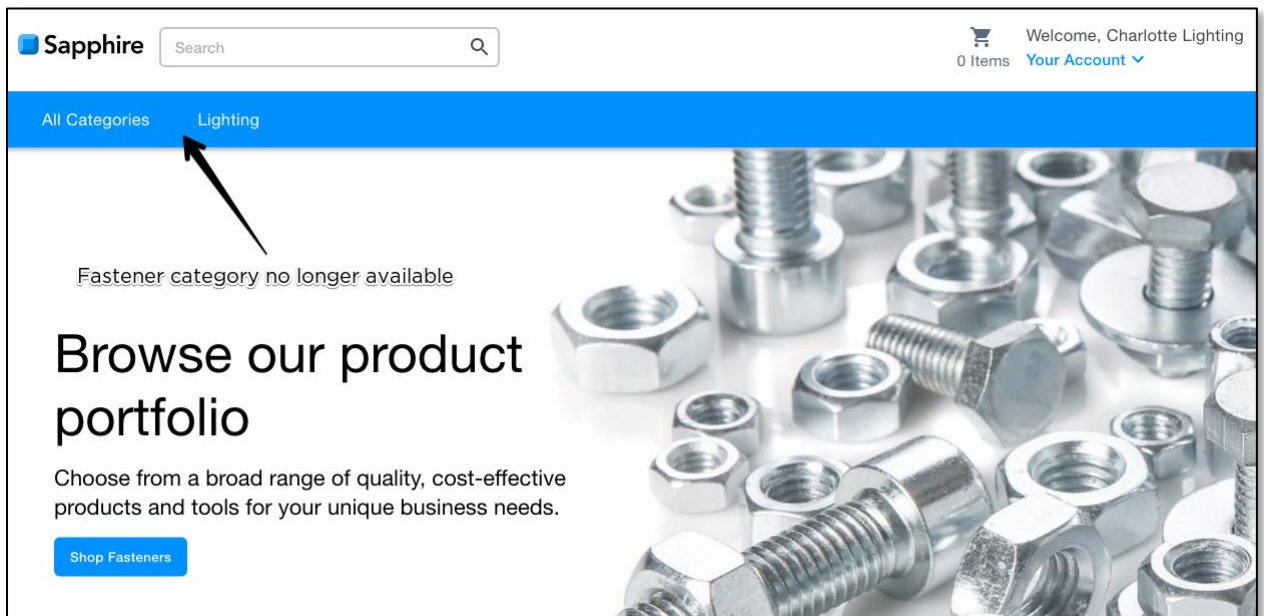 Sapphire
Search
Welcome, Charlotte Lighting
0 Items
Your Account
All Categories
Lighting
Fastener category no longer available
Browse our product
portfolio
Choose from a broad range of quality, cost-effective
products and tools for your unique business needs.
Shop Fasteners